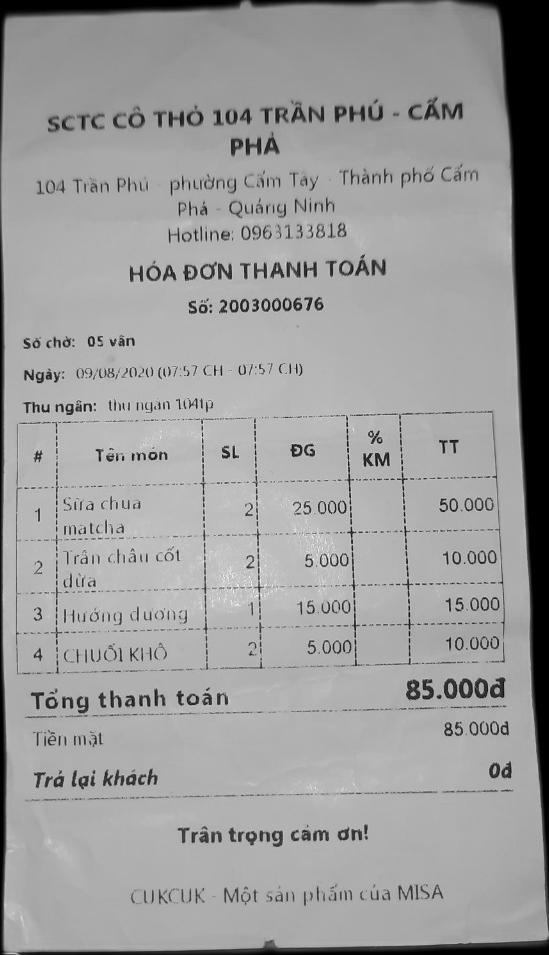 SCTC CÔ THỎ 104 TRẦN PHÚ - CẨM
PHẢ
104 Trần Phú - phường Cẩm Tây - Thành phố Cẩm
Phả - Quảng Ninh
Hotline: 0963133818
HÓA ĐƠN THANH TOÁN
Số: 2003000676
Số chờ: 05 vân
Ngày: 09/08/2020 (07:57 CH - 07:57 CH)
Thu ngân: thu ngân 104tp
# Tên món SL ĐG % KM TT
1 Sữa chua matcha 2 25.000 50.000
2 Trân châu cốt dừa 2 5.000 10.000
3 Hướng dương 1 15.000 15.000
4 CHUỐI KHÔ 2 5.000 10.000
Tổng thanh toán 85.000đ
Tiền mặt 85.000đ
Trả lại khách 0đ
Trân trọng cảm ơn!
CUKCUK - Một sản phẩm của MISA